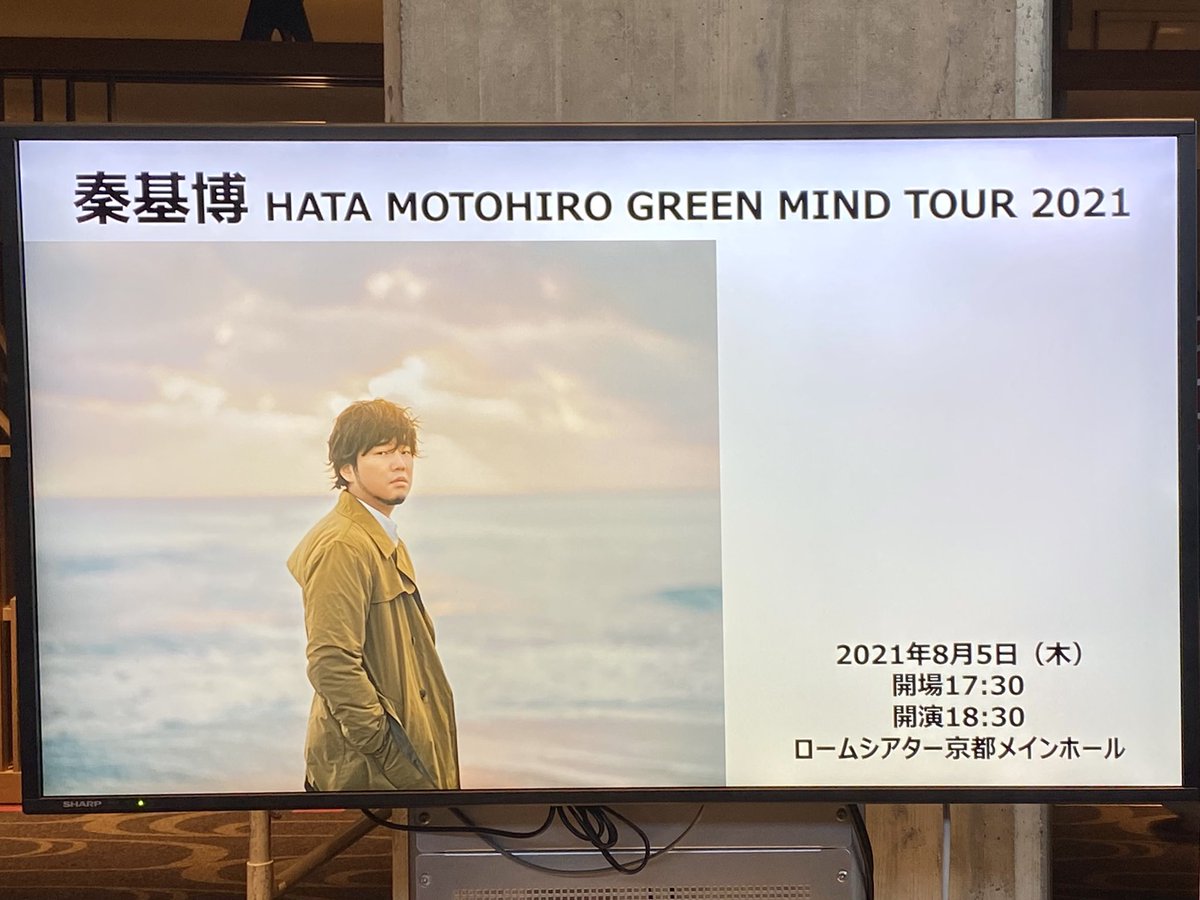 秦基博 HATA MOTOHIRO GREEN MIND TOUR 2021
2021年8月5日（木）
開場17:30
開演18:30
ロームシアター京都メインホール
SHARP